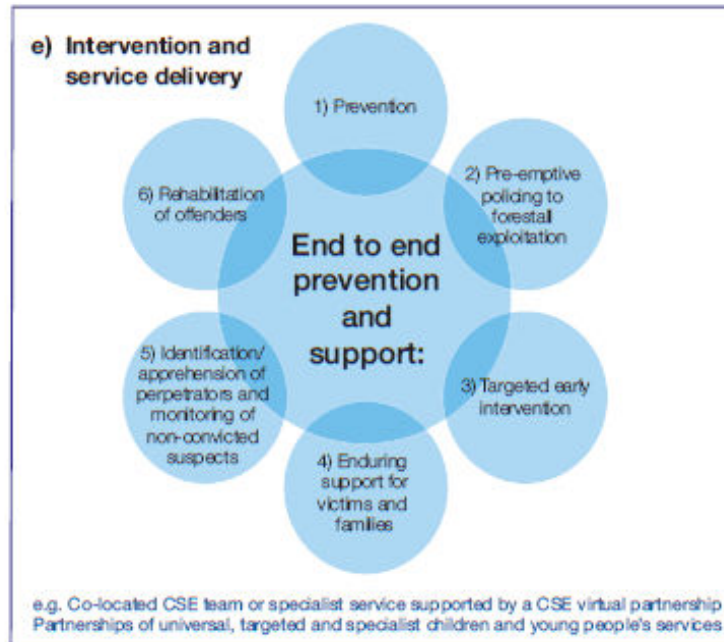 e) Intervention and
service delivery
1) Prevention
2) Pre-emptive
policing to
forestall
exploitation
3) Targeted early
intervention
4) Enduring
support for
victims and
families
5) Identification/
apprehension of
perpetrators and
monitoring of
non-convicted
suspects
6) Rehabilitation
of offenders
End to end
prevention
and
support:
e.g. Co-located CSE team or specialist service supported by a CSE virtual partnership
Partnerships of universal, targeted and specialist children and young people's services